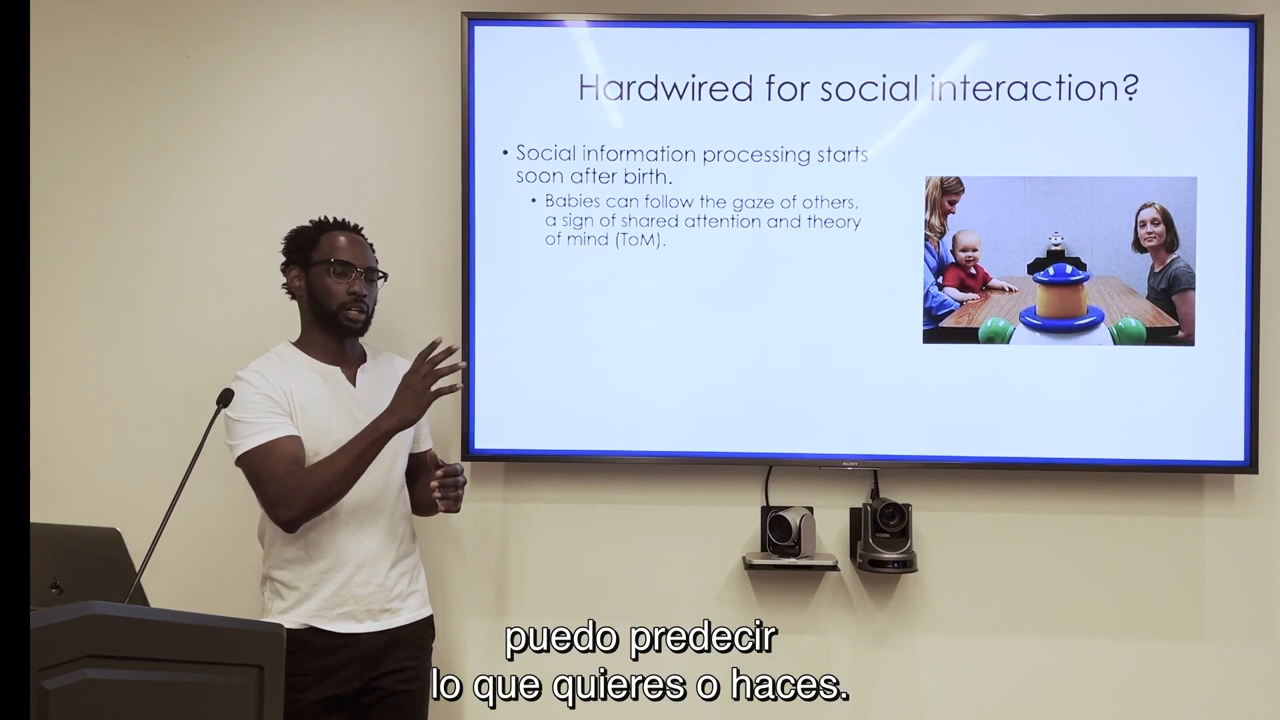 Hardwired for social interaction?
• Social information processing starts
soon after birth.
• Babies can follow the gaze of others,
a sign of shared attention and theory
of mind (ToM).
SONY
puedo predecir
lo que quieres o haces.